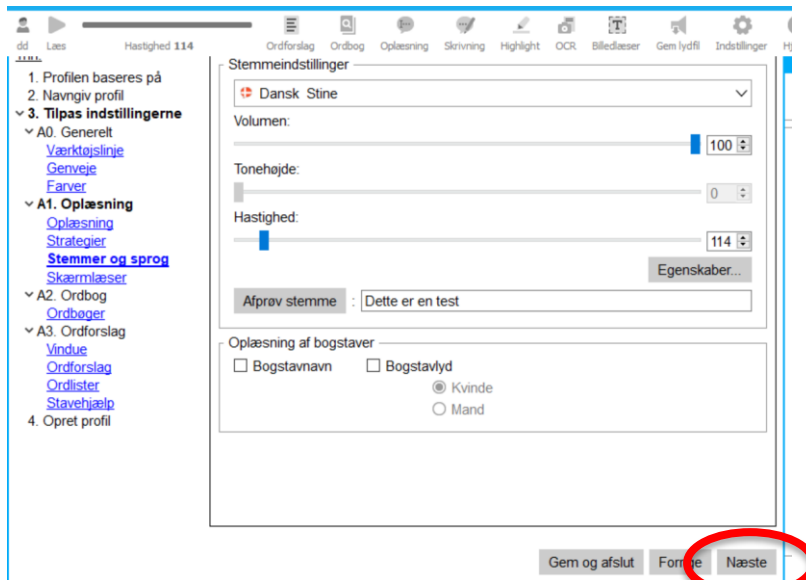 dd Læs Hastighed 114 Ordforslag Ordbog Oplæsning Skrivning Highlight OCR Billedlæser Gem lydfil Indstillinger
1. Profilen baseres på
2. Navngiv profil
3. Tilpas indstillingerne
A0. Generelt
Værktøjslinje
Genveje
Farver
A1. Oplæsning
Oplæsning
Strategier
Stemmer og sprog
Skærmlæser
A2. Ordbog
Ordbøger
A3. Ordforslag
Vindue
Ordforslag
Ordlister
Stavehjælp
4. Opret profil
Stemmeindstillinger
Dansk Stine
Volumen:
100
Tonehøjde:
0
Hastighed:
114
Egenskaber...
Afprøv stemme : Dette er en test
Oplæsning af bogstaver
Bogstavnavn Bogstavlyd
Kvinde
Mand
Gem og afslut Forrige Næste